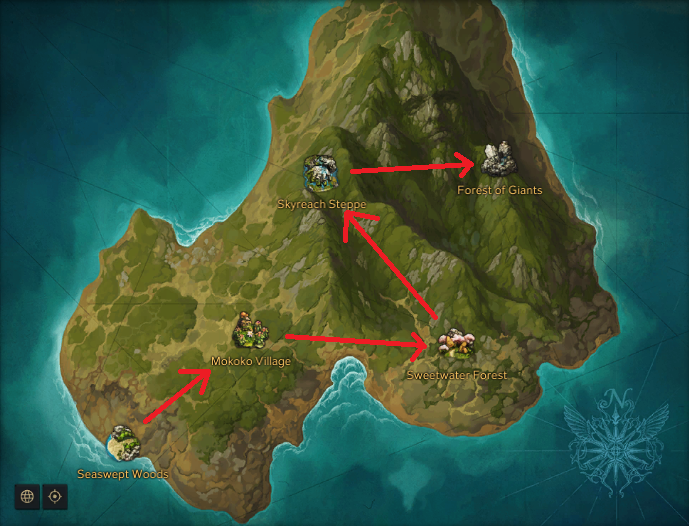 Forest of Giants
Skyreach Steppe
Mokoko Village
Sweetwater Forest
Seaswept Woods
N